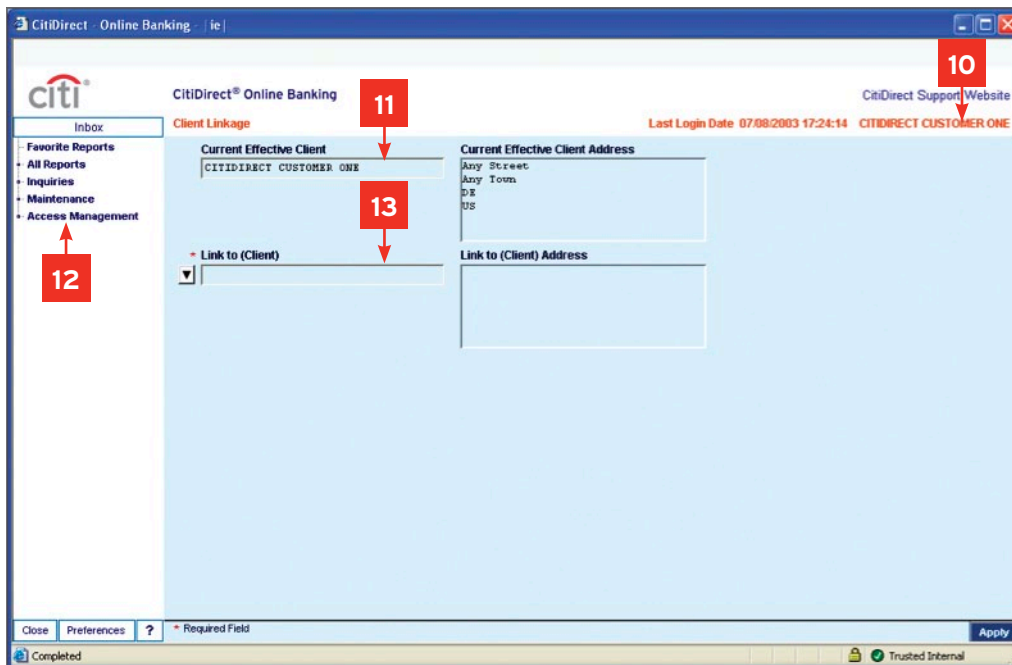 CitiDirect - Online Banking - |ie|
10
citi®
CitiDirect® Online Banking
CitiDirect Support Website
11
Inbox
Client Linkage
Last Login Date 07/08/2003 17:24:14 CITIDIRECT CUSTOMER ONE
Favorite Reports
All Reports
Inquiries
Maintenance
Access Management
12
Current Effective Client
CITIDIRECT CUSTOMER ONE
Current Effective Client Address
Any Street
Any Town
DE
US
13
* Link to (Client)
Link to (Client) Address
Close Preferences ? * Required Field Apply
Completed Trusted Internal